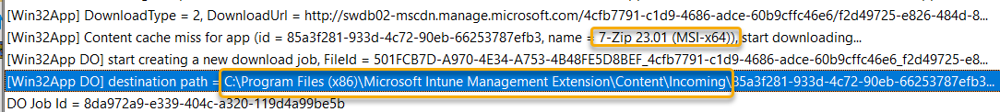 [Win32App] DownloadType = 2, DownloadUrl = http://swdb02-mscdn.manage.microsoft.com/4cfb7791-c1d9-4686-adce-60b9cffc46e6/f2d49725-e826-484d-8...
[Win32App] Content cache miss for app (id = 85a3f281-933d-4c72-90eb-66253787efb3, name = 7-Zip 23.01 (MSI-x64)), start downloading...
[Win32App DO] start creating a new download job, FileId = 501FCB7D-A970-4E34-A753-4B48FE5D8BEF_4cfb7791-c1d9-4686-adce-60b9cffc46e6_f2d49725-e8...
[Win32App DO] destination path = C:\Program Files (x86)\Microsoft Intune Management Extension\Content\Incoming\85a3f281-933d-4c72-90eb-66253787efb3...
DO Job Id = 8da972a9-e339-404c-a320-119d4a99be5b